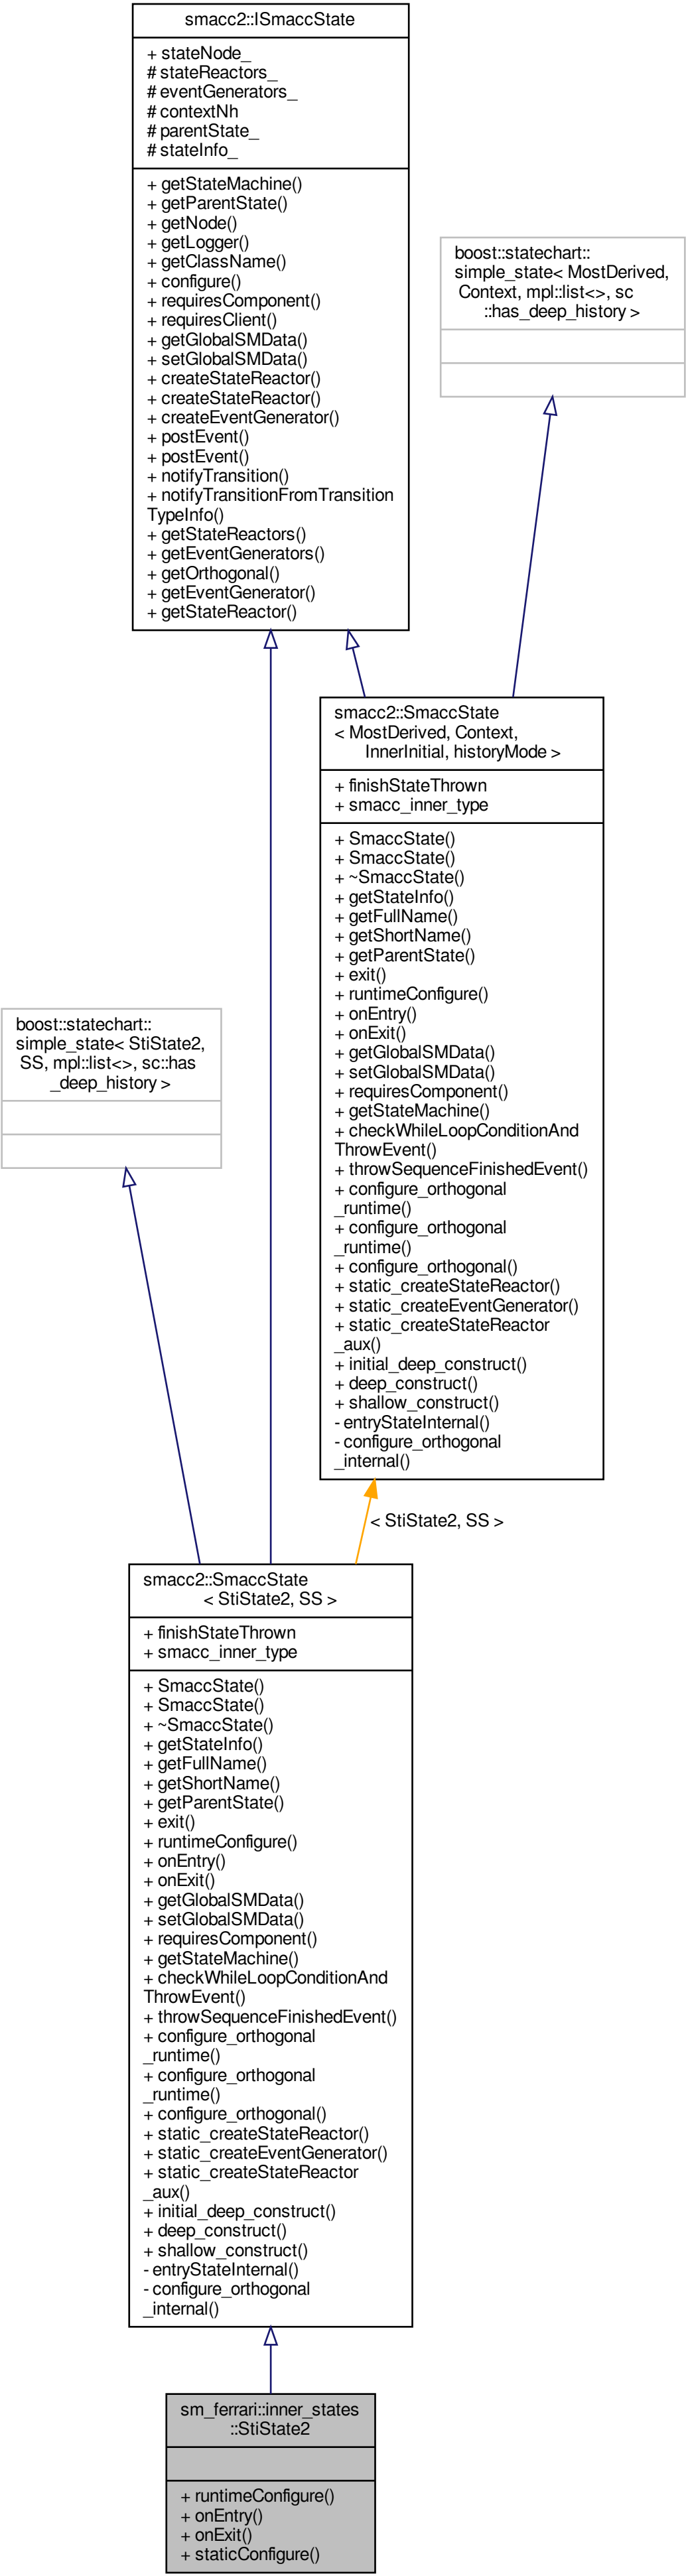 smacc2::ISmaccState
+ stateNode_
# stateReactors_
# eventGenerators_
# contextNh
# parentState_
# stateInfo_
+ getStateMachine()
+ getParentState()
+ getNode()
+ getLogger()
+ getClassName()
+ configure()
+ requiresComponent()
+ requiresClient()
+ getGlobalSMData()
+ setGlobalSMData()
+ createStateReactor()
+ createStateReactor()
+ createEventGenerator()
+ postEvent()
+ postEvent()
+ notifyTransition()
+ notifyTransitionFromTransition
TypeInfo()
+ getStateReactors()
+ getEventGenerators()
+ getOrthogonal()
+ getEventGenerator()
+ getStateReactor()
boost::statechart::
simple_state< MostDerived,
Context, mpl::list<>, sc
::has_deep_history >
smacc2::SmaccState
< MostDerived, Context,
InnerInitial, historyMode >
+ finishStateThrown
+ smacc_inner_type
+ SmaccState()
+ SmaccState()
+ ~SmaccState()
+ getStateInfo()
+ getFullName()
+ getShortName()
+ getParentState()
+ exit()
+ runtimeConfigure()
+ onEntry()
+ onExit()
+ getGlobalSMData()
+ setGlobalSMData()
+ requiresComponent()
+ getStateMachine()
+ checkWhileLoopConditionAnd
ThrowEvent()
+ throwSequenceFinishedEvent()
+ configure_orthogonal
_runtime()
+ configure_orthogonal
_runtime()
+ configure_orthogonal()
+ static_createStateReactor()
+ static_createEventGenerator()
+ static_createStateReactor
_aux()
+ initial_deep_construct()
+ deep_construct()
+ shallow_construct()
- entryStateInternal()
- configure_orthogonal
_internal()
boost::statechart::
simple_state< StiState2,
SS, mpl::list<>, sc::has
_deep_history >
< StiState2, SS >
smacc2::SmaccState
< StiState2, SS >
+ finishStateThrown
+ smacc_inner_type
+ SmaccState()
+ SmaccState()
+ ~SmaccState()
+ getStateInfo()
+ getFullName()
+ getShortName()
+ getParentState()
+ exit()
+ runtimeConfigure()
+ onEntry()
+ onExit()
+ getGlobalSMData()
+ setGlobalSMData()
+ requiresComponent()
+ getStateMachine()
+ checkWhileLoopConditionAnd
ThrowEvent()
+ throwSequenceFinishedEvent()
+ configure_orthogonal
_runtime()
+ configure_orthogonal
_runtime()
+ configure_orthogonal()
+ static_createStateReactor()
+ static_createEventGenerator()
+ static_createStateReactor
_aux()
+ initial_deep_construct()
+ deep_construct()
+ shallow_construct()
- entryStateInternal()
- configure_orthogonal
_internal()
sm_ferrari::inner_states
::StiState2
+ runtimeConfigure()
+ onEntry()
+ onExit()
+ staticConfigure()